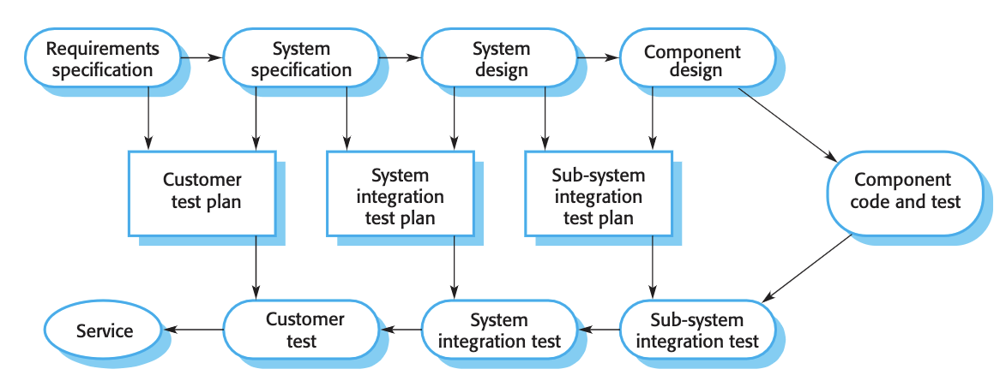 Requirements
specification
System
specification
System
design
Component
design
Customer
test plan
System
integration
test plan
Sub-system
integration
test plan
Component
code and test
Service
Customer
test
System
integration test
Sub-system
integration test